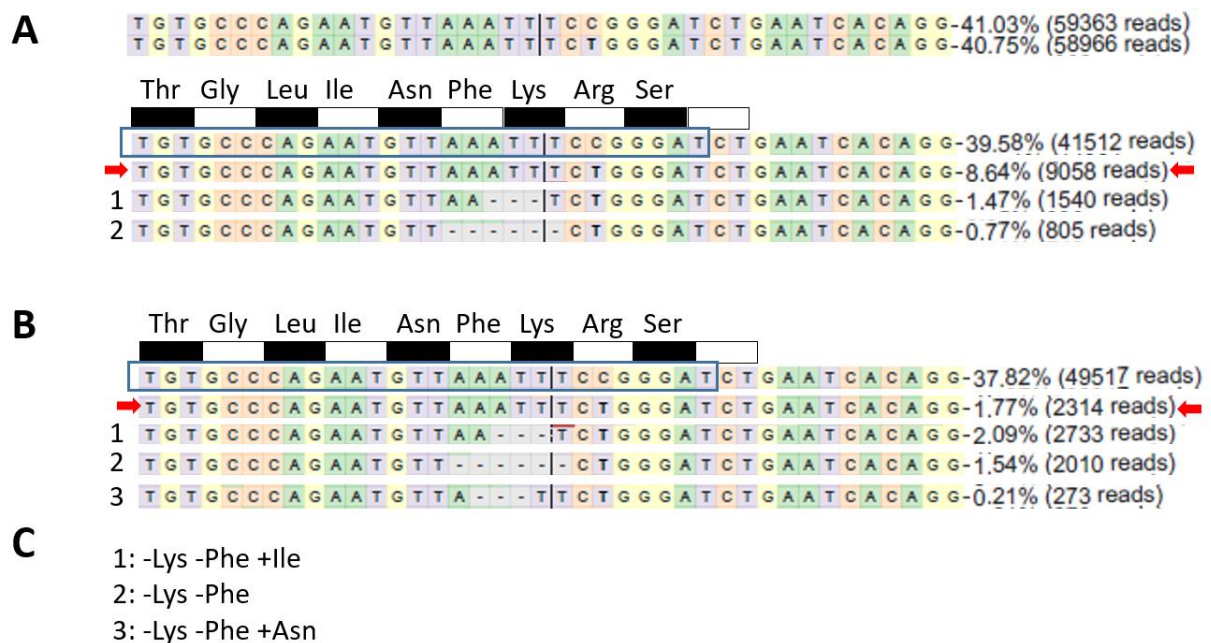 A
T G T G C C C A G A A T G T T A A A T T T C C G G G A T C T G A A T C A C A G G-41.03% (59363 reads)
T G T G C C C A G A A T G T T A A A T T T C T G G G A T C T G A A T C A C A G G-40.75% (58966 reads)
Thr Gly Leu Ile Asn Phe Lys Arg Ser
T G T G C C C A G A A T G T T A A A T T T C C G G G A T C T G A A T C A C A G G-39.58% (41512 reads)
T G T G C C C A G A A T G T T A A A T T T C T G G G A T C T G A A T C A C A G G-8.64% (9058 reads)
1 T G T G C C C A G A A T G T T A A - - - T C T G G G A T C T G A A T C A C A G G-1.47% (1540 reads)
2 T G T G C C C A G A A T G T T - - - - - - C T G G G A T C T G A A T C A C A G G-0.77% (805 reads)
B
Thr Gly Leu Ile Asn Phe Lys Arg Ser
T G T G C C C A G A A T G T T A A A T T T C C G G G A T C T G A A T C A C A G G-37.82% (49517 reads)
T G T G C C C A G A A T G T T A A A T T T C T G G G A T C T G A A T C A C A G G-1.77% (2314 reads)
1 T G T G C C C A G A A T G T T A A - - - T C T G G G A T C T G A A T C A C A G G-2.09% (2733 reads)
2 T G T G C C C A G A A T G T T - - - - - - C T G G G A T C T G A A T C A C A G G-1.54% (2010 reads)
3 T G T G C C C A G A A T G T T A - - - T T C T G G G A T C T G A A T C A C A G G-0.21% (273 reads)
C
1: -Lys -Phe +Ile
2: -Lys -Phe
3: -Lys -Phe +Asn